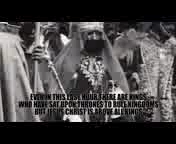 EVEN IN THIS LAST HOUR THERE ARE KINGS
WHO HAVE SAT UPON THRONES TO RULE KINGDOMS
BUT JESUS CHRIST IS ABOVE ALL KINGS